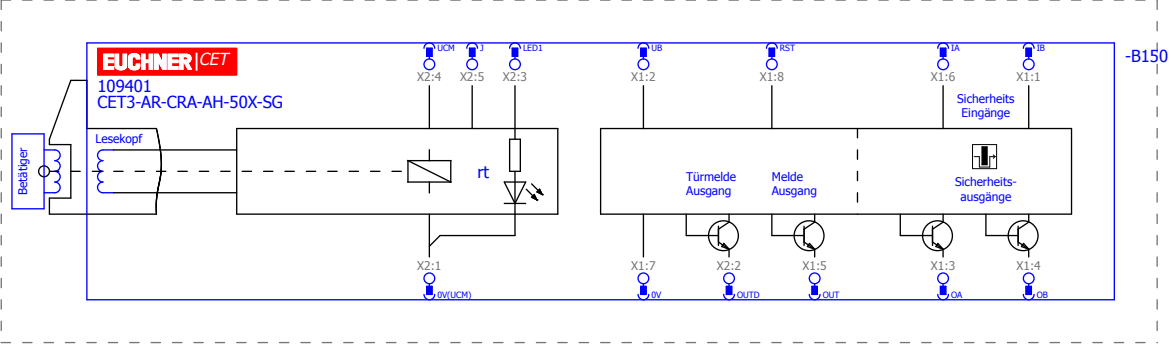 UCM
J
LED1
UB
RST
IA
IB
-B150
EUCHNER CET
X2:4
X2:5
X2:3
X1:2
X1:8
X1:6
X1:1
109401
CET3-AR-CRA-AH-50X-SG
Sicherheits
Eingänge
Lesekopf
Betätiger
rt
Türmelde
Ausgang
Melde
Ausgang
Sicherheits-
ausgänge
X2:1
X1:7
X2:2
X1:5
X1:3
X1:4
0V(UCM)
0V
OUTD
OUT
OA
OB